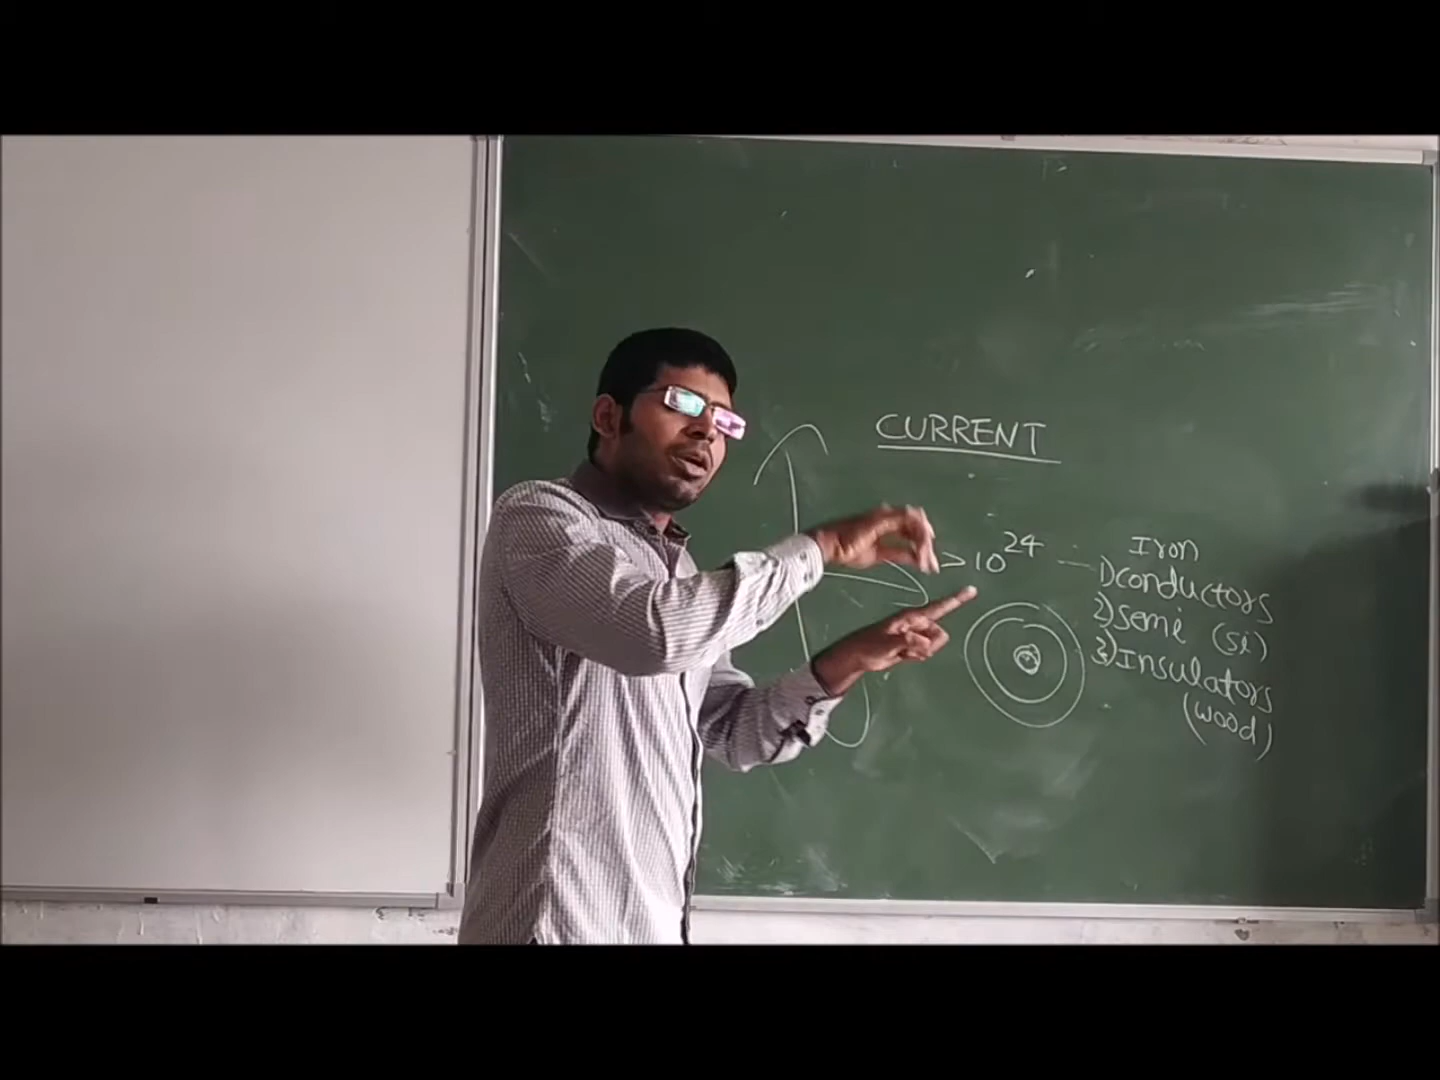 CURRENT
>10^24 — Iron
1) conductors
2) semi (si)
3) Insulators
(wood)